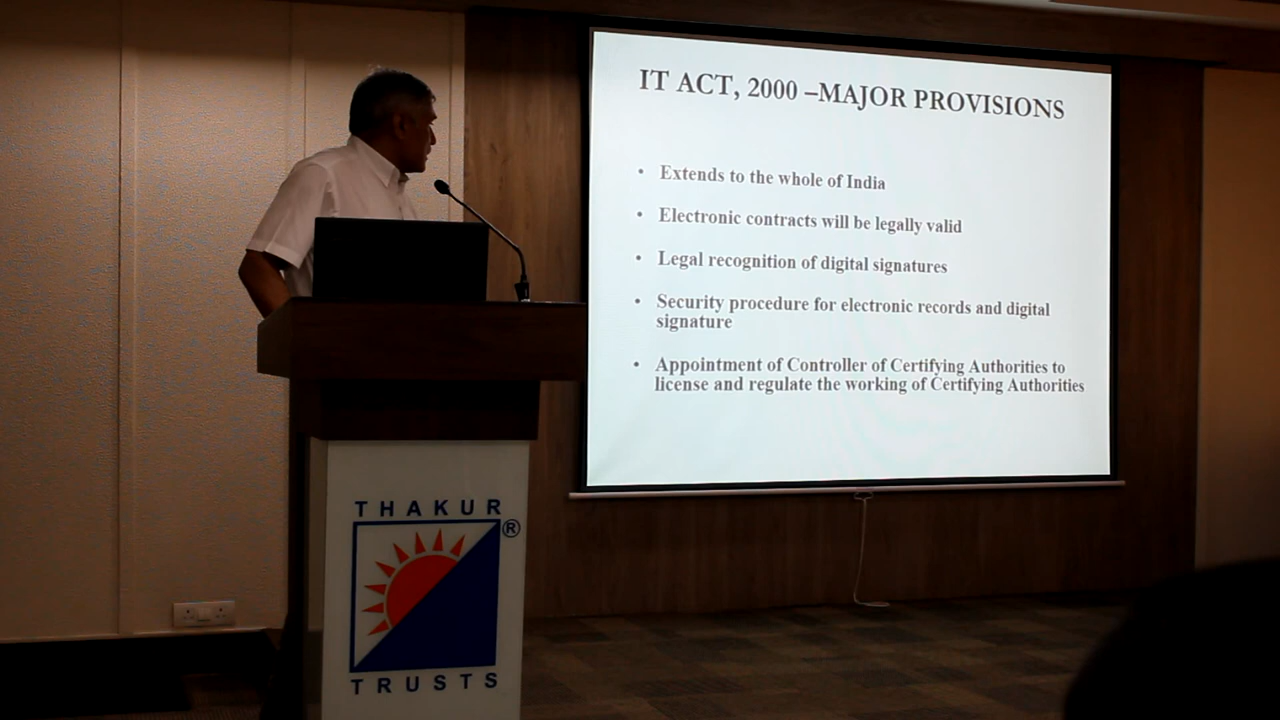 IT ACT, 2000 –MAJOR PROVISIONS
• Extends to the whole of India
• Electronic contracts will be legally valid
• Legal recognition of digital signatures
• Security procedure for electronic records and digital
signature
• Appointment of Controller of Certifying Authorities to
license and regulate the working of Certifying Authorities
THAKUR
®
TRUSTS